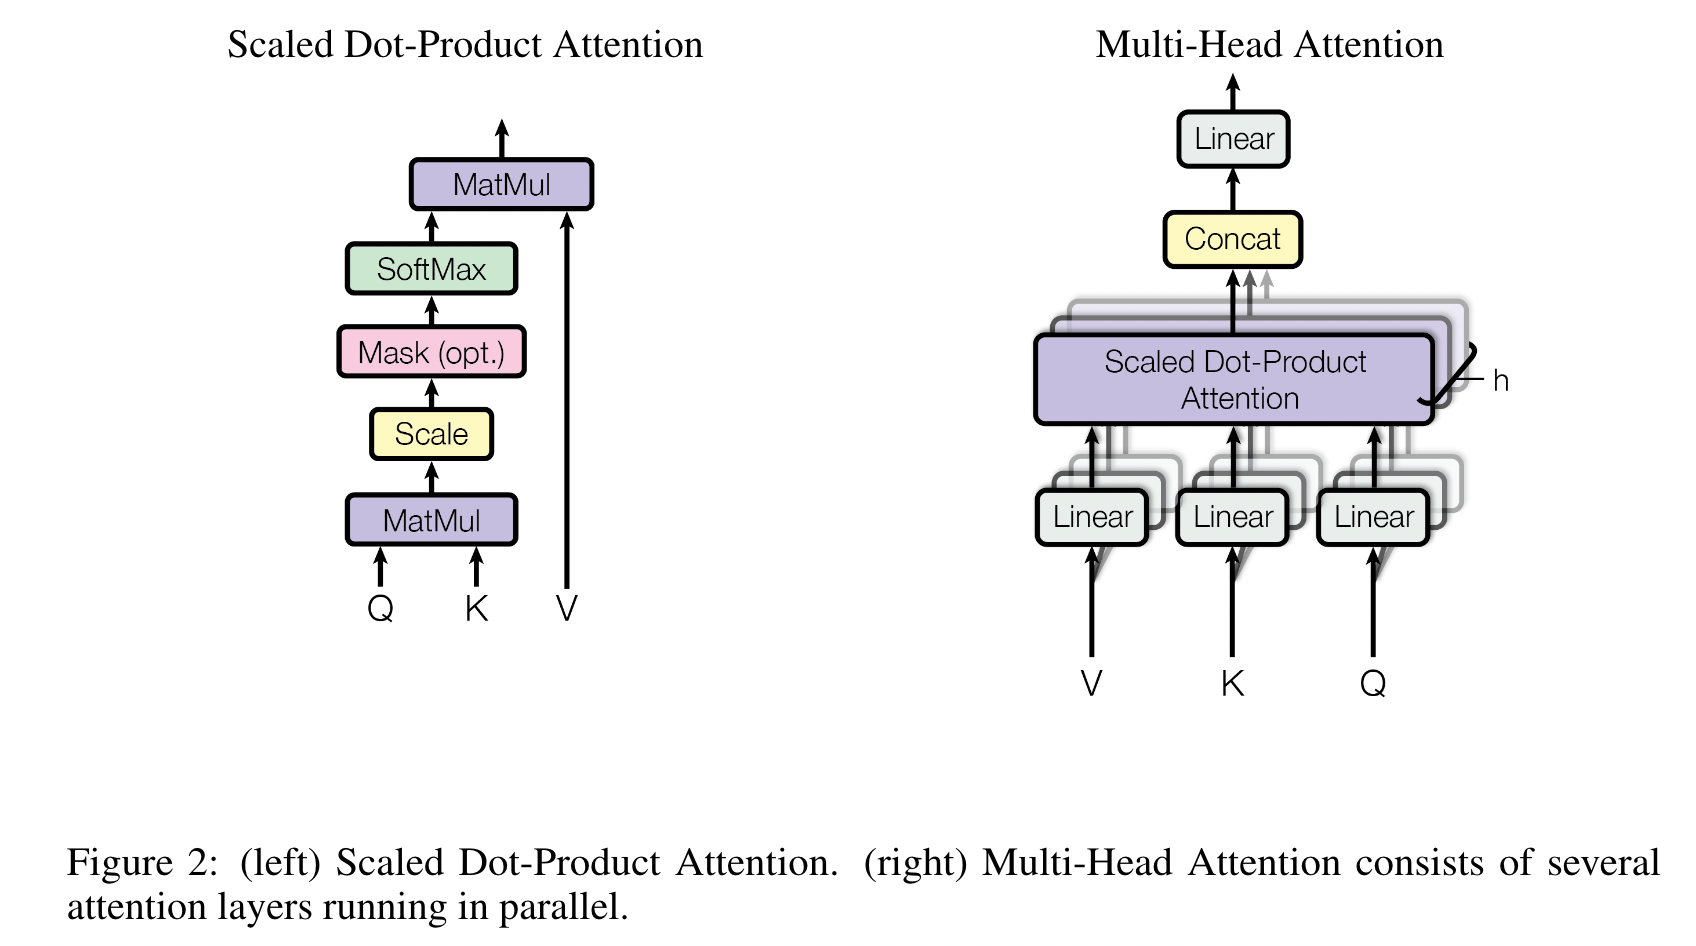 Scaled Dot-Product Attention
MatMul
SoftMax
Mask (opt.)
Scale
MatMul
Q K V
Multi-Head Attention
Linear
Concat
Scaled Dot-Product
Attention
h
Linear Linear Linear
V K Q
Figure 2: (left) Scaled Dot-Product Attention. (right) Multi-Head Attention consists of several
attention layers running in parallel.